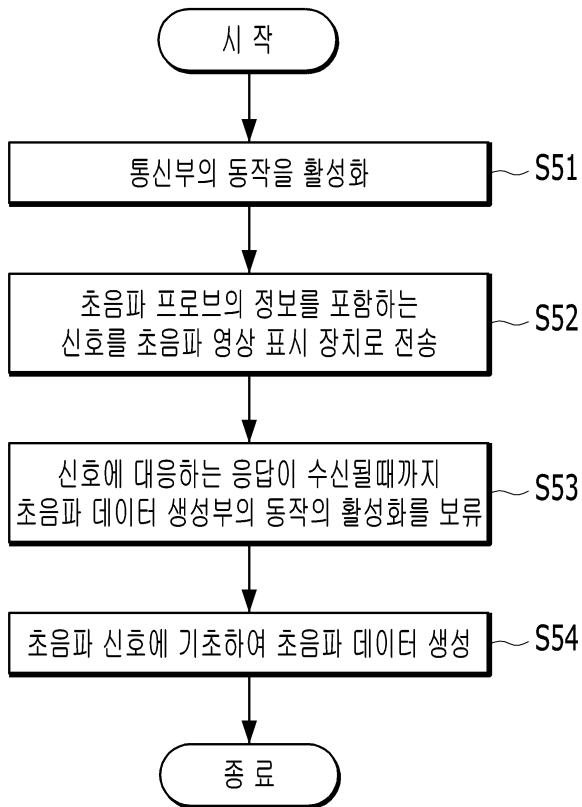 시 작
통신부의 동작을 활성화
S51
초음파 프로브의 정보를 포함하는
신호를 초음파 영상 표시 장치로 전송
S52
신호에 대응하는 응답이 수신될때까지
초음파 데이터 생성부의 동작의 활성화를 보류
S53
초음파 신호에 기초하여 초음파 데이터 생성
S54
종 료